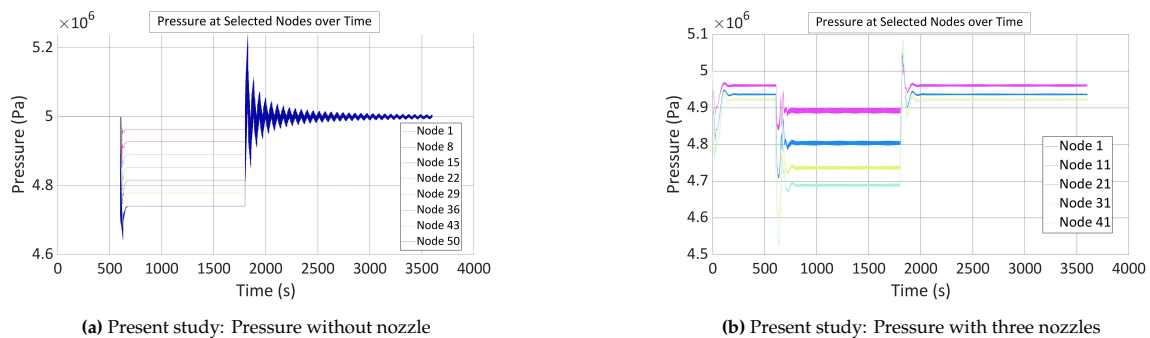 Pressure at Selected Nodes over Time
×10⁶
5.2
5
4.8
4.6
Pressure (Pa)
0 500 1000 1500 2000 2500 3000 3500 4000
Time (s)
Node 1
Node 8
Node 15
Node 22
Node 29
Node 36
Node 43
Node 50
(a) Present study: Pressure without nozzle
Pressure at Selected Nodes over Time
×10⁶
5.1
5
4.9
4.8
4.7
4.6
4.5
Pressure (Pa)
0 500 1000 1500 2000 2500 3000 3500 4000
Time (s)
Node 1
Node 11
Node 21
Node 31
Node 41
(b) Present study: Pressure with three nozzles